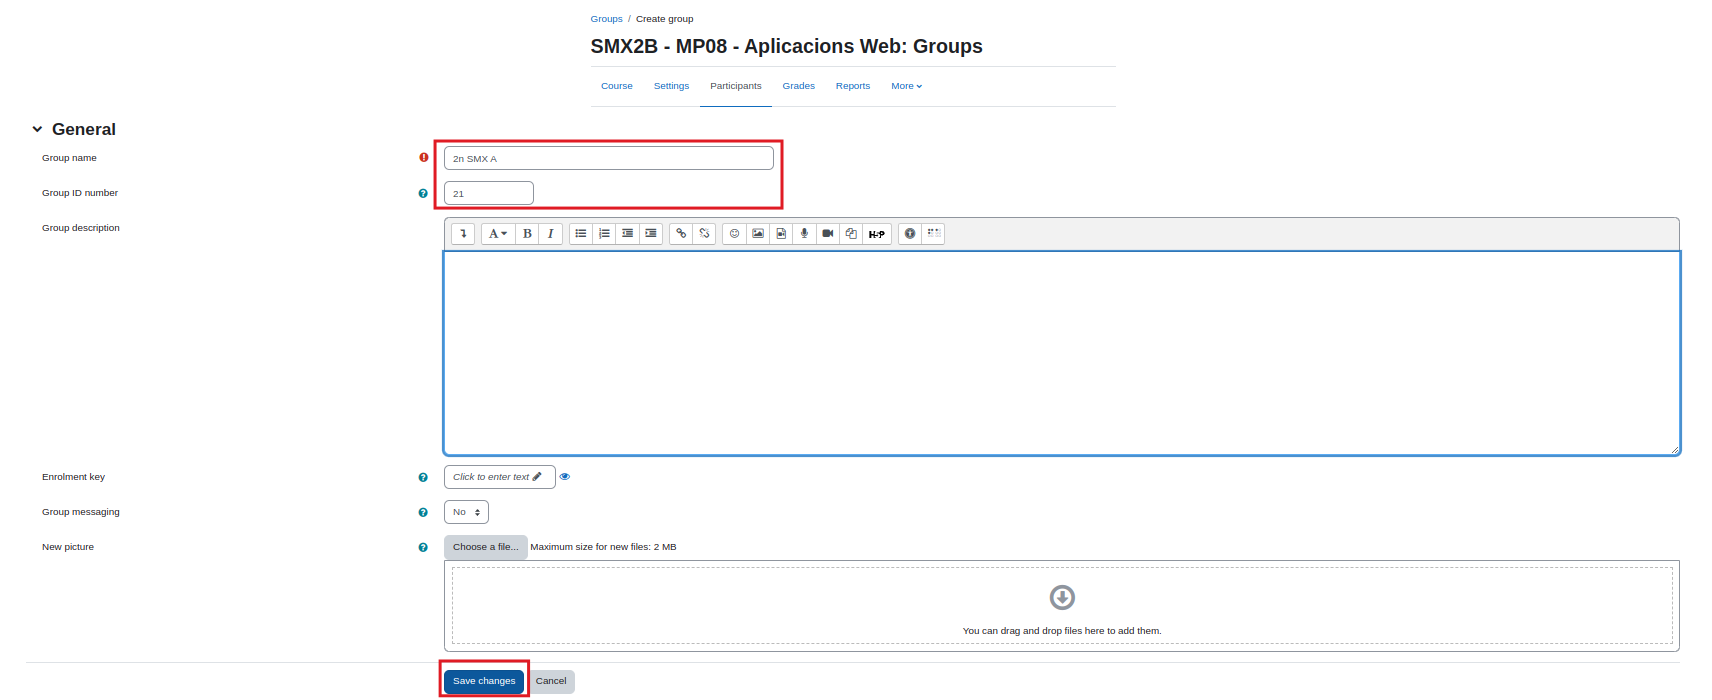 Groups / Create group
SMX2B - MP08 - Aplicacions Web: Groups
Course Settings Participants Grades Reports More
General
Group name
2n SMX A
Group ID number
21
Group description
A B I H-P
Enrolment key
Click to enter text
Group messaging
No
New picture
Choose a file... Maximum size for new files: 2 MB
You can drag and drop files here to add them.
Save changes Cancel